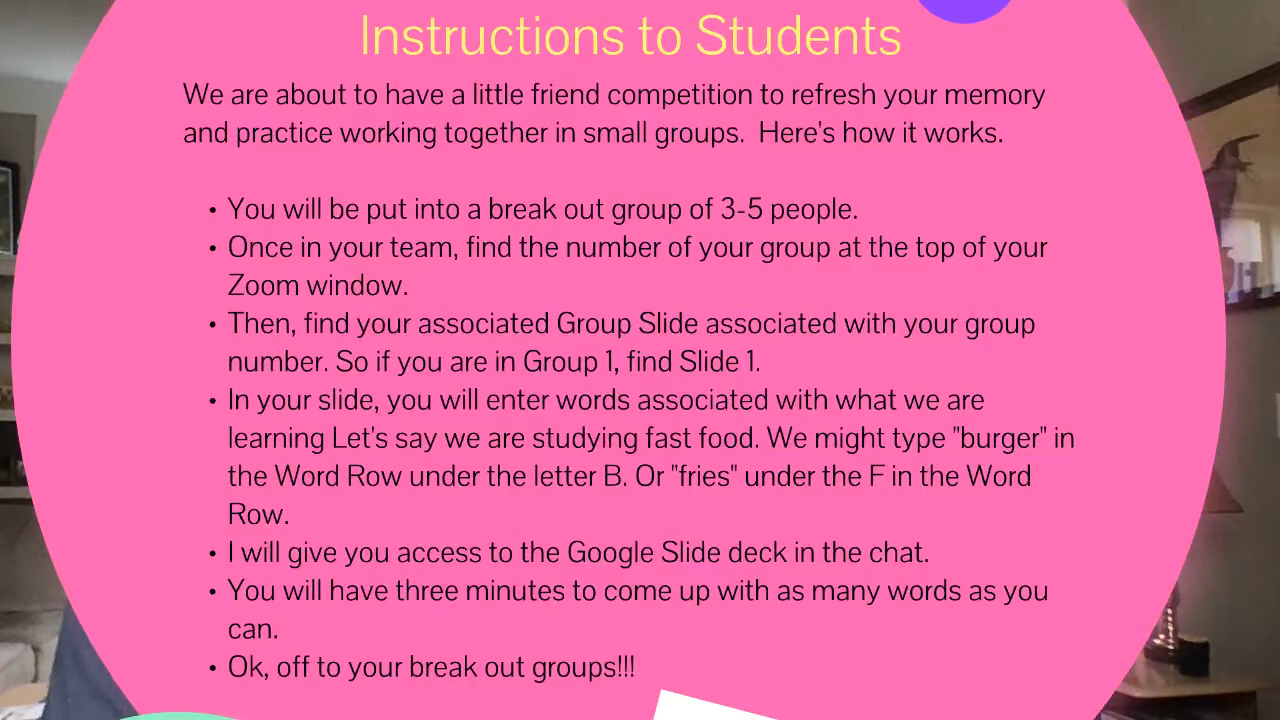 Instructions to Students
We are about to have a little friend competition to refresh your memory
and practice working together in small groups.  Here's how it works.
• You will be put into a break out group of 3-5 people.
• Once in your team, find the number of your group at the top of your
Zoom window.
• Then, find your associated Group Slide associated with your group
number. So if you are in Group 1, find Slide 1.
• In your slide, you will enter words associated with what we are
learning Let's say we are studying fast food. We might type "burger" in
the Word Row under the letter B. Or "fries" under the F in the Word
Row.
• I will give you access to the Google Slide deck in the chat.
• You will have three minutes to come up with as many words as you
can.
• Ok, off to your break out groups!!!